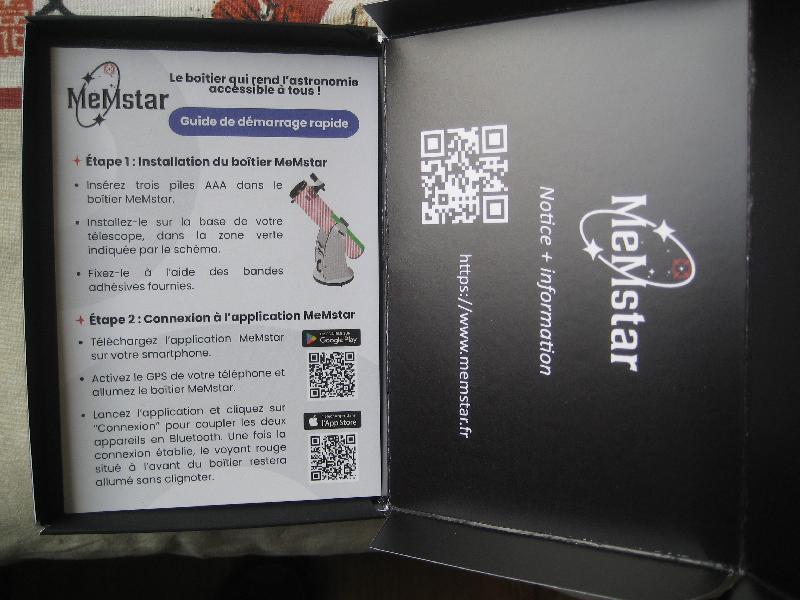 MeMstar
Le boîtier qui rend l'astronomie
accessible à tous !
Guide de démarrage rapide
Étape 1 : Installation du boîtier MeMstar
• Insérez trois piles AAA dans le
boîtier MeMstar.
• Installez-le sur la base de votre
télescope, dans la zone verte
indiquée par le schéma.
• Fixez-le à l'aide des bandes
adhésives fournies.
Étape 2 : Connexion à l'application MeMstar
• Téléchargez l'application MeMstar
sur votre smartphone.
• Activez le GPS de votre téléphone et
allumez le boîtier MeMstar.
• Lancez l'application et cliquez sur
"Connexion" pour coupler les deux
appareils en Bluetooth. Une fois la
connexion établie, le voyant rouge
situé à l'avant du boîtier restera
allumé sans clignoter.
Google Play
l'App Store
MeMstar
Notice + information
https://www.memstar.fr